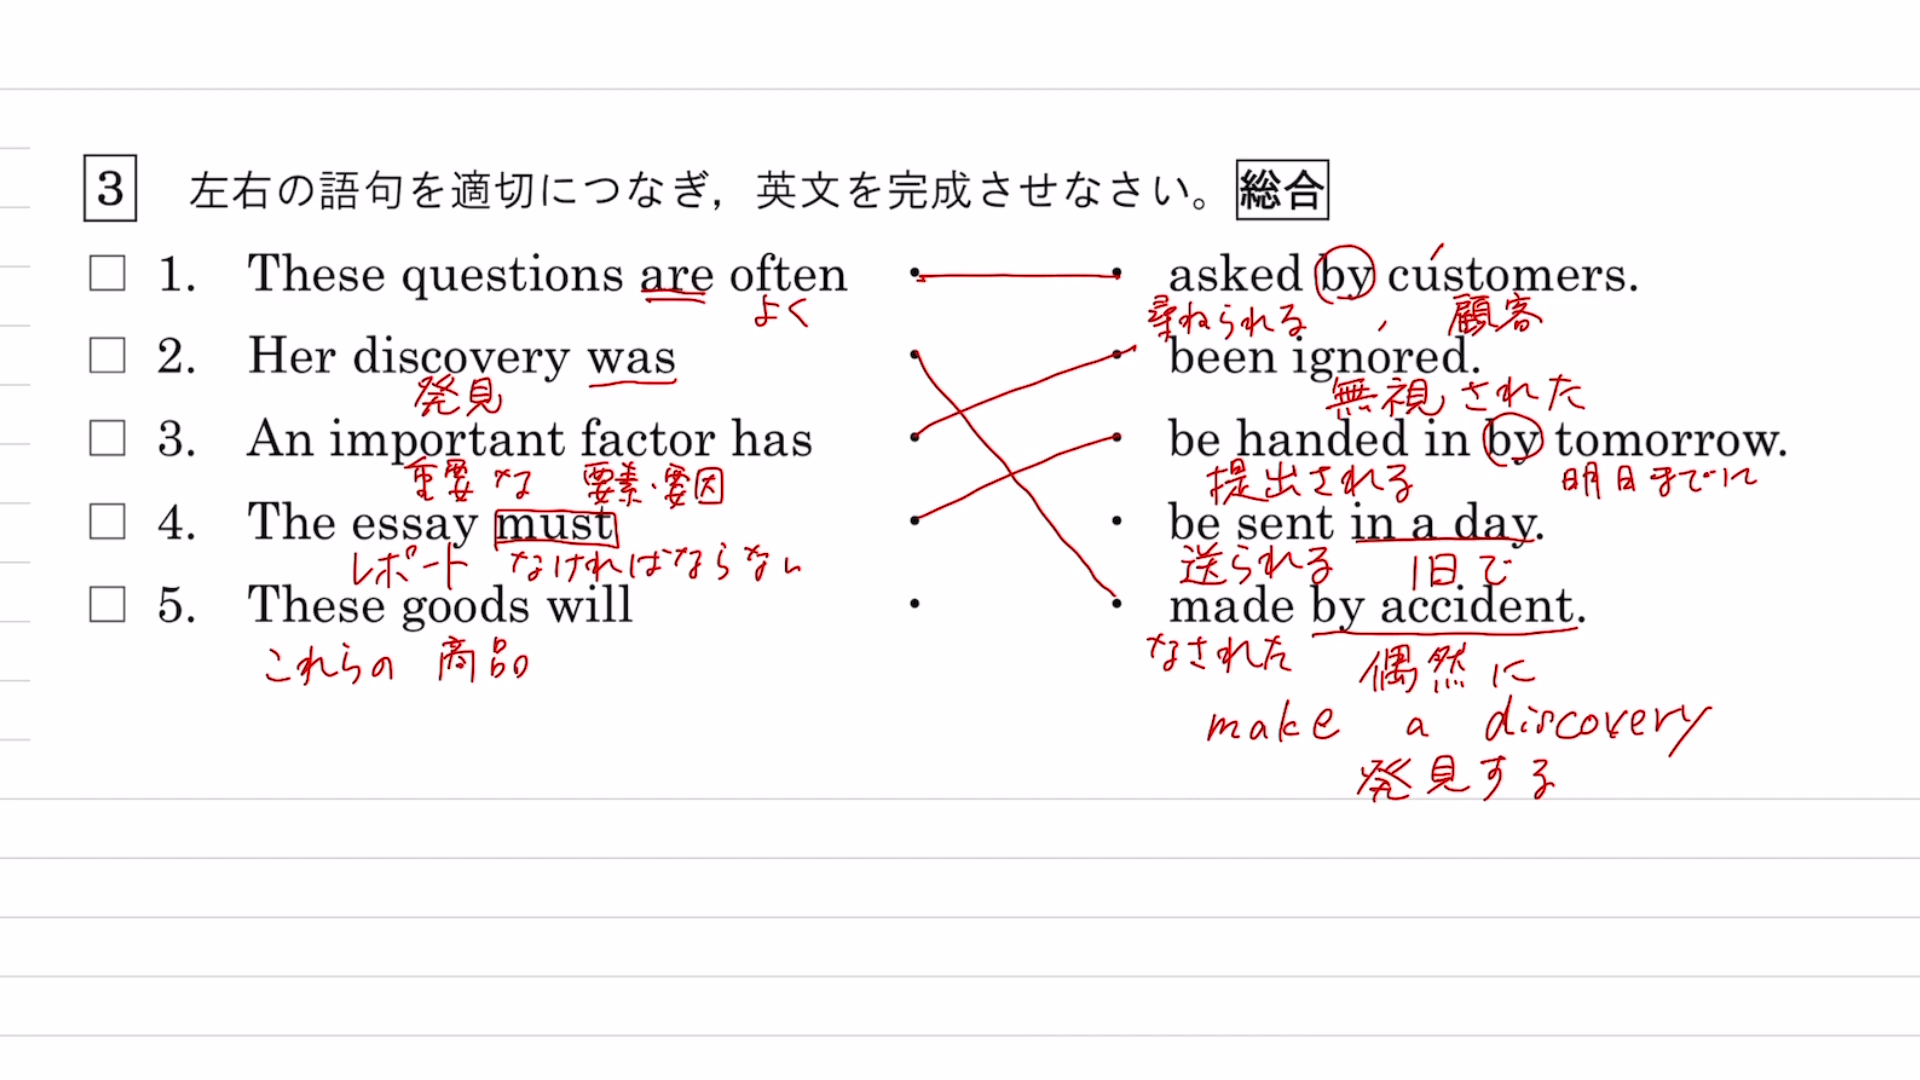 3 左右の語句を適切につなぎ，英文を完成させなさい。 総合
□ 1. These questions are often • • asked by customers.
よく 尋ねられる 顧客
□ 2. Her discovery was • • been ignored.
発見 無視された
□ 3. An important factor has • • be handed in by tomorrow.
重要な 要素・要因 提出される 明日までに
□ 4. The essay must • • be sent in a day.
レポート なければならない 送られる 1日で
□ 5. These goods will • • made by accident.
これらの 商品 なされた 偶然に
make a discovery
発見する